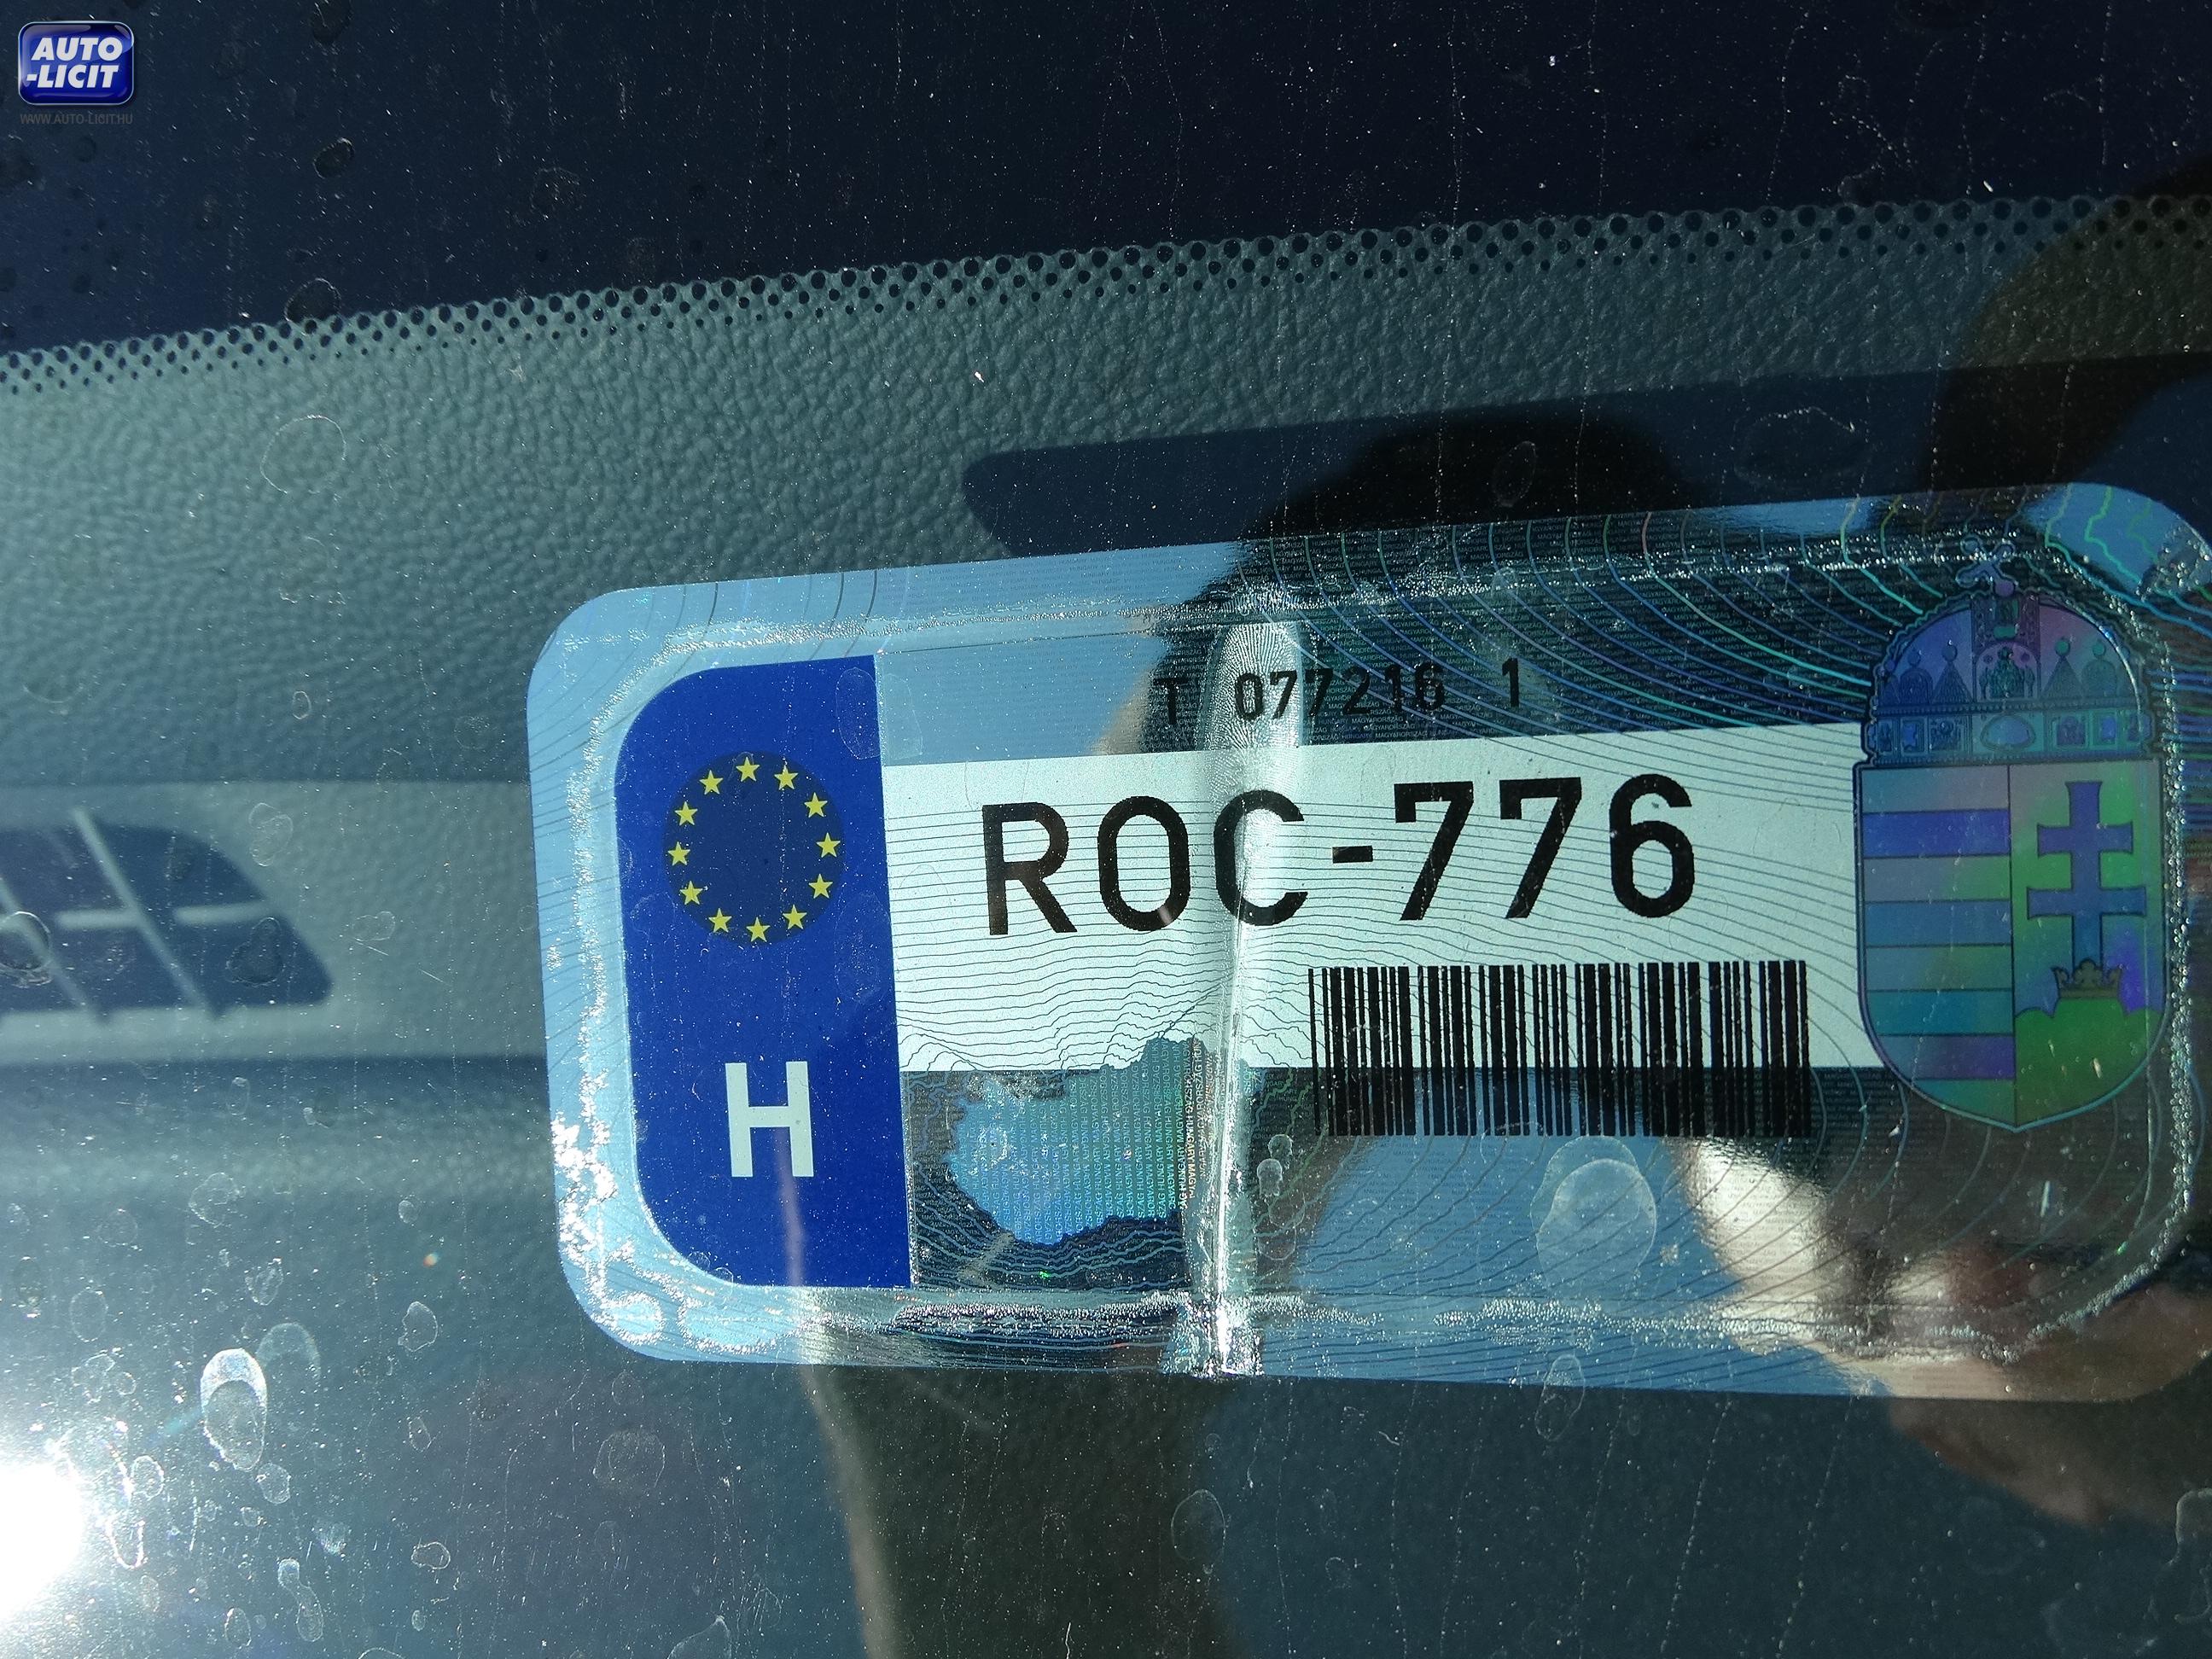 AUTO
-LICIT
WWW.AUTO-LICIT.HU
T 077216 1
ROC-776
H